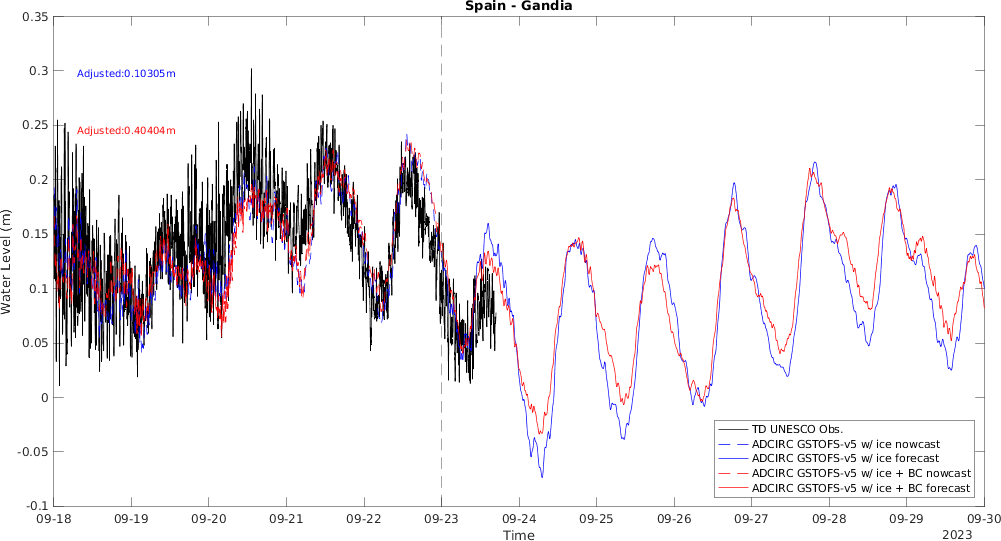 Spain - Gandia
0.35
0.3
0.25
0.2
0.15
0.1
0.05
0
-0.05
-0.1
Water Level (m)
Adjusted:0.10305m
Adjusted:0.40404m
TD UNESCO Obs.
ADCIRC GSTOFS-v5 w/ ice nowcast
ADCIRC GSTOFS-v5 w/ ice forecast
ADCIRC GSTOFS-v5 w/ ice + BC nowcast
ADCIRC GSTOFS-v5 w/ ice + BC forecast
09-18 09-19 09-20 09-21 09-22 09-23 09-24 09-25 09-26 09-27 09-28 09-29 09-30
Time
2023